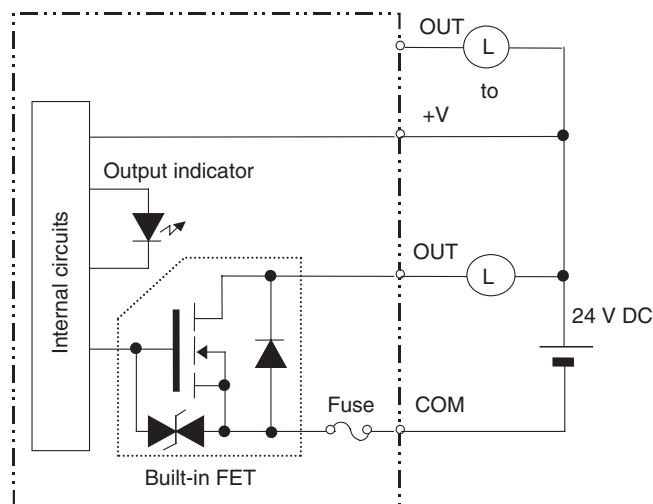 OUT
L
to
+V
Output indicator
Internal circuits
OUT
L
24 V DC
Fuse
COM
Built-in FET